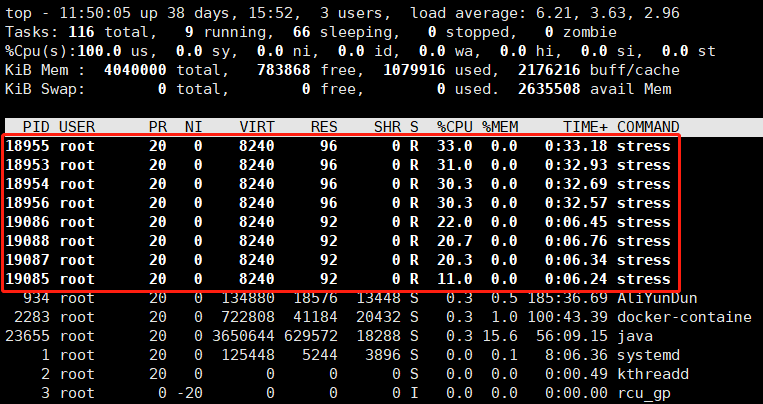 top - 11:50:05 up 38 days, 15:52, 3 users, load average: 6.21, 3.63, 2.96
Tasks: 116 total, 9 running, 66 sleeping, 0 stopped, 0 zombie
%Cpu(s):100.0 us, 0.0 sy, 0.0 ni, 0.0 id, 0.0 wa, 0.0 hi, 0.0 si, 0.0 st
KiB Mem : 4040000 total, 783868 free, 1079916 used, 2176216 buff/cache
KiB Swap: 0 total, 0 free, 0 used. 2635508 avail Mem
PID USER PR NI VIRT RES SHR S %CPU %MEM TIME+ COMMAND
18955 root 20 0 8240 96 0 R 33.0 0.0 0:33.18 stress
18953 root 20 0 8240 96 0 R 31.0 0.0 0:32.93 stress
18954 root 20 0 8240 96 0 R 30.3 0.0 0:32.69 stress
18956 root 20 0 8240 96 0 R 30.3 0.0 0:32.57 stress
19086 root 20 0 8240 92 0 R 22.0 0.0 0:06.45 stress
19088 root 20 0 8240 92 0 R 20.7 0.0 0:06.76 stress
19087 root 20 0 8240 92 0 R 20.3 0.0 0:06.34 stress
19085 root 20 0 8240 92 0 R 11.0 0.0 0:06.24 stress
934 root 20 0 134880 18576 13448 S 0.3 0.5 185:36.69 AliYunDun
2283 root 20 0 722808 41184 20432 S 0.3 1.0 100:43.39 docker-containe
23655 root 20 0 3650644 629572 18288 S 0.3 15.6 56:09.15 java
1 root 20 0 125448 5244 3896 S 0.0 0.1 8:06.36 systemd
2 root 20 0 0 0 0 S 0.0 0.0 0:00.49 kthreadd
3 root 0 -20 0 0 0 I 0.0 0.0 0:00.00 rcu_gp